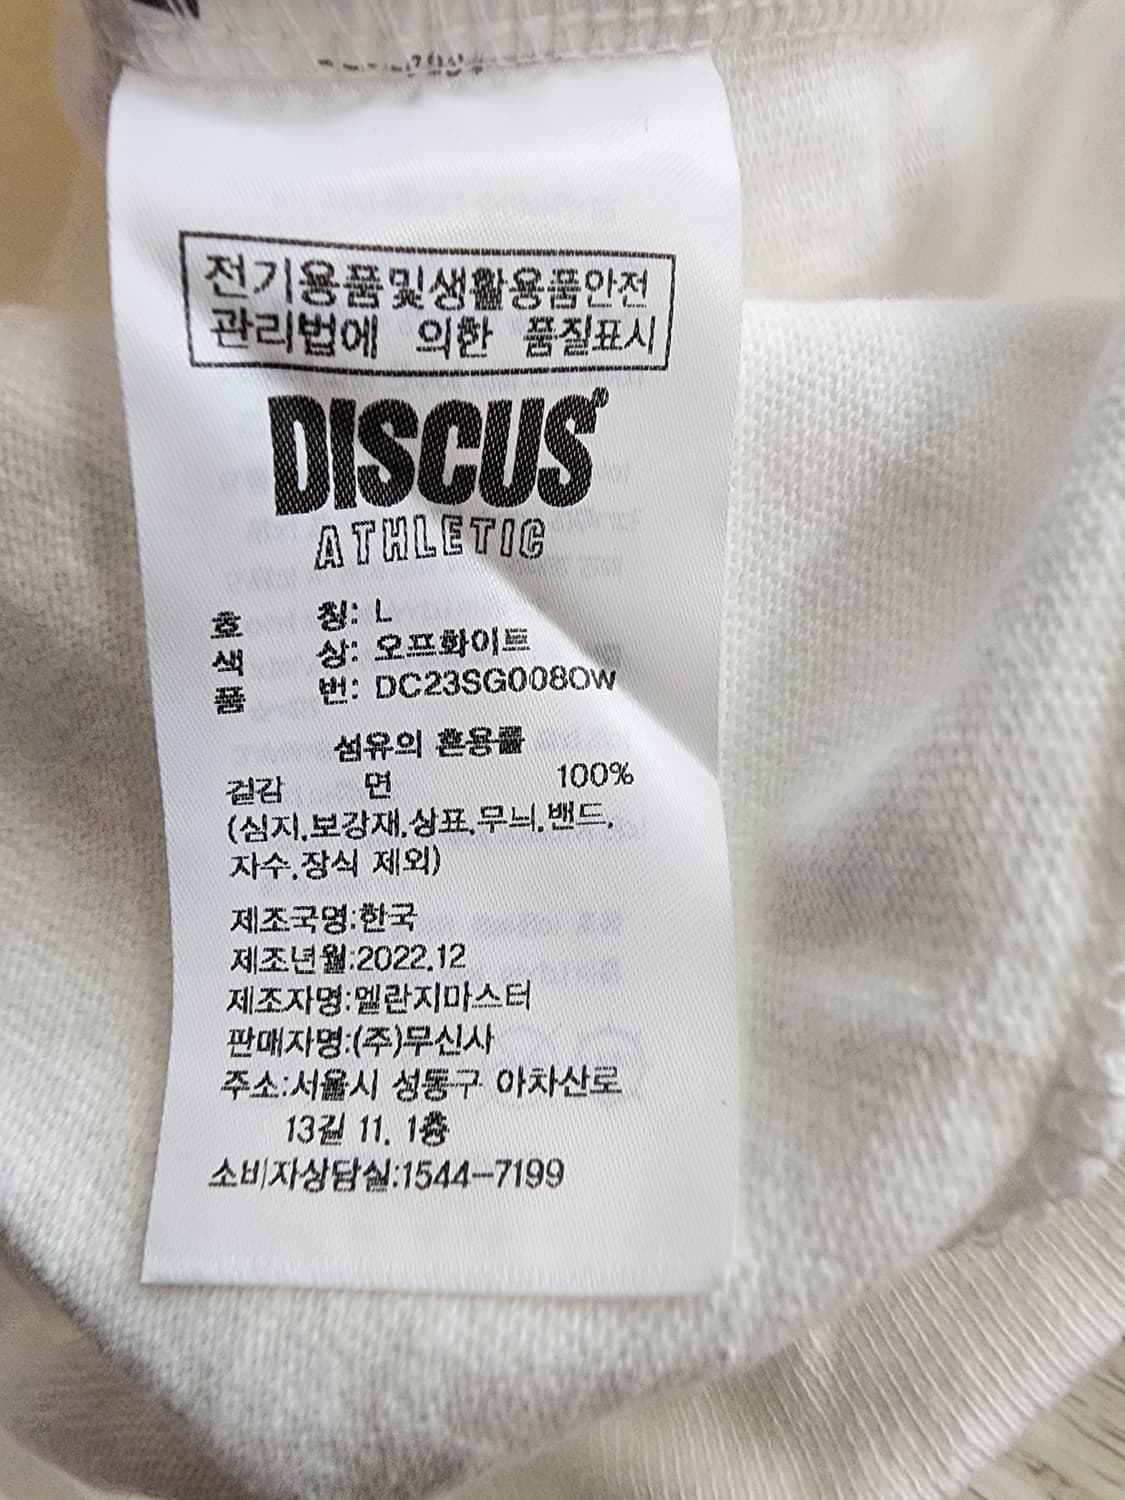 전기용품및생활용품안전
관리법에 의한 품질표시
DISCUS®
ATHLETIC
호 칭: L
색 상: 오프화이트
품 번: DC23SG008OW
섬유의 혼용률
겉감 면 100%
(심지,보강재,상표,무늬,밴드,
자수,장식 제외)
제조국명:한국
제조년월:2022.12
제조자명:엘란지마스터
판매자명:(주)무신사
주소:서울시 성동구 아차산로
13길 11, 1층
소비자상담실:1544-7199